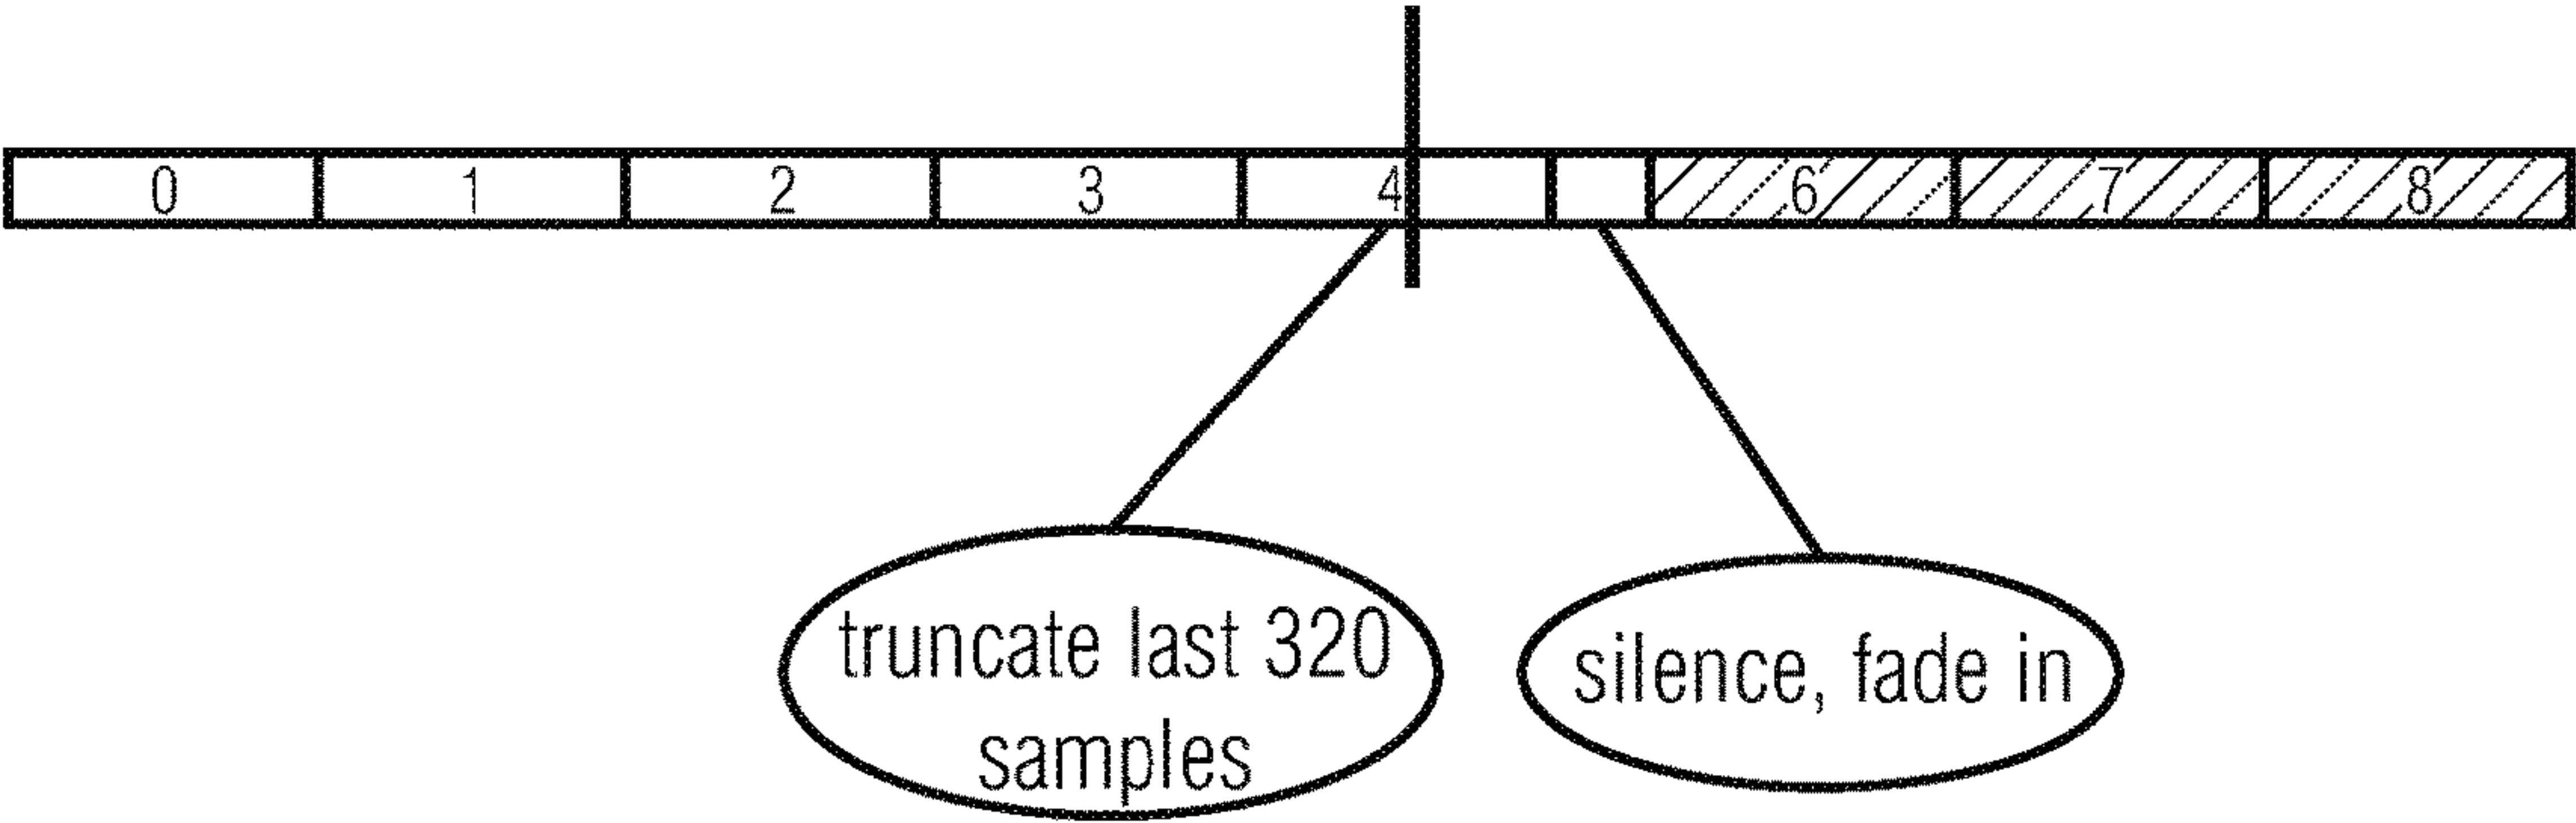 0 1 2 3 4 6 7 8
truncate last 320
samples
silence, fade in